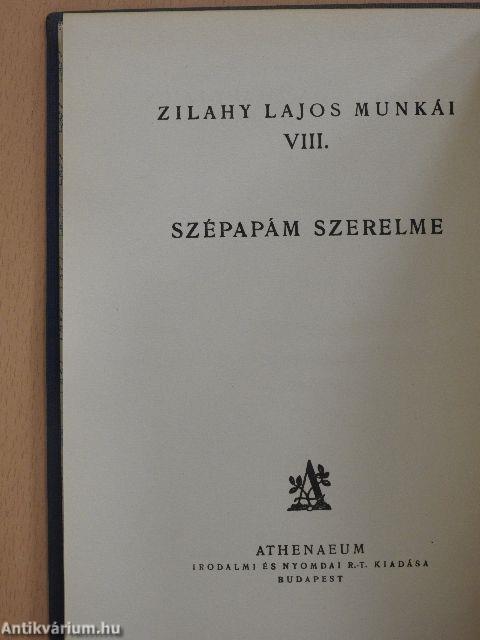 ZILAHY LAJOS MUNKÁI
VIII.
SZÉPAPÁM SZERELME
A
ATHENAEUM
IRODALMI ÉS NYOMDAI R.-T. KIADÁSA
BUDAPEST
Antikvárium.hu